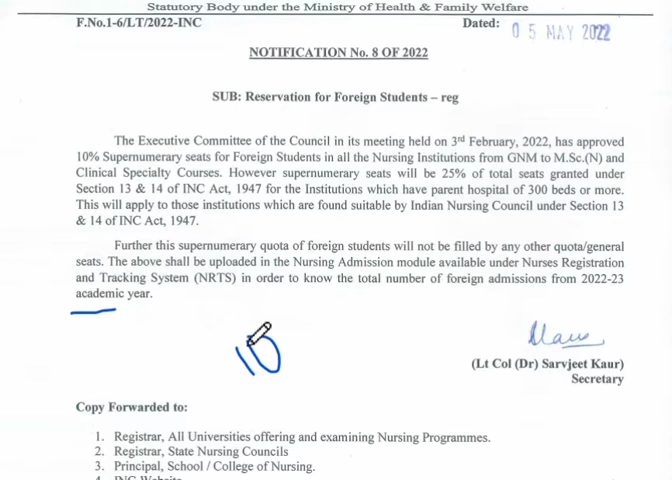 Statutory Body under the Ministry of Health & Family Welfare
F.No.1-6/LT/2022-INC
Dated: 05 MAY 2022
NOTIFICATION No. 8 OF 2022
SUB: Reservation for Foreign Students – reg
The Executive Committee of the Council in its meeting held on 3rd February, 2022, has approved
10% Supernumerary seats for Foreign Students in all the Nursing Institutions from GNM to M.Sc.(N) and
Clinical Specialty Courses. However supernumerary seats will be 25% of total seats granted under
Section 13 & 14 of INC Act, 1947 for the Institutions which have parent hospital of 300 beds or more.
This will apply to those institutions which are found suitable by Indian Nursing Council under Section 13
& 14 of INC Act, 1947.
Further this supernumerary quota of foreign students will not be filled by any other quota/general
seats. The above shall be uploaded in the Nursing Admission module available under Nurses Registration
and Tracking System (NRTS) in order to know the total number of foreign admissions from 2022-23
academic year.
10
(Lt Col (Dr) Sarvjeet Kaur)
Secretary
Copy Forwarded to:
1. Registrar, All Universities offering and examining Nursing Programmes.
2. Registrar, State Nursing Councils
3. Principal, School / College of Nursing.
4. INC Website